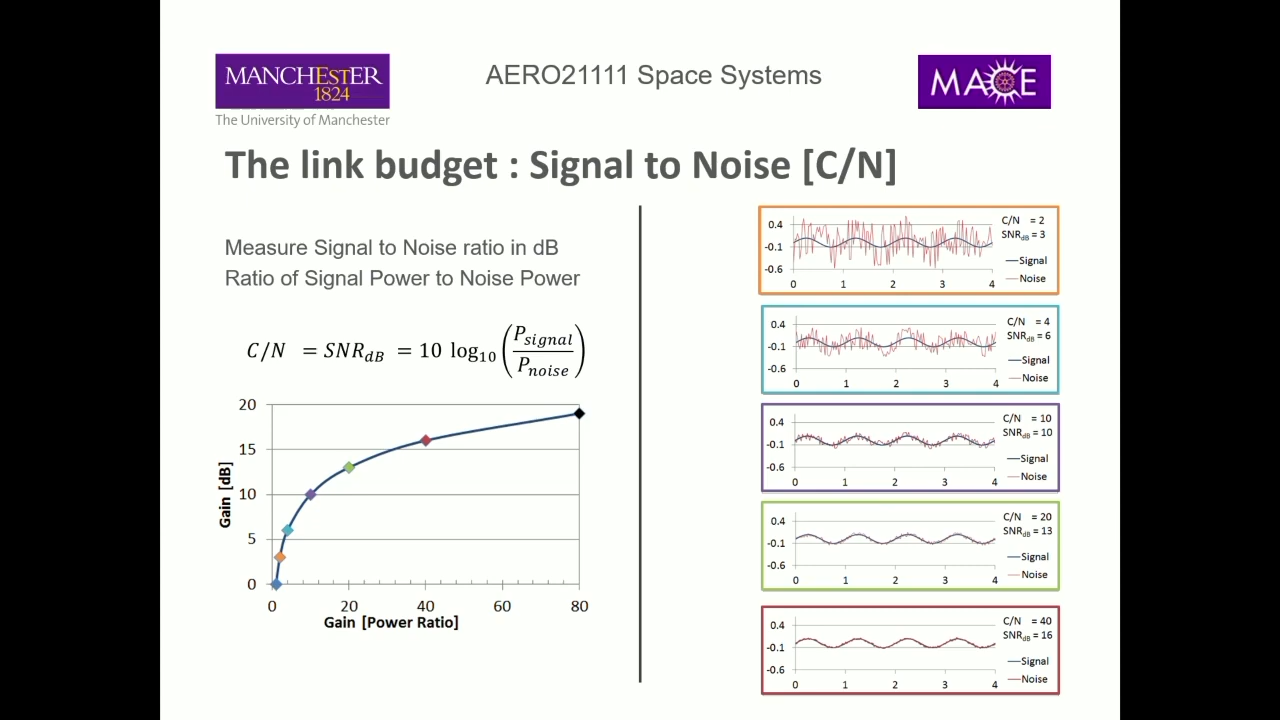 MANCHESTER
1824
The University of Manchester
AERO21111 Space Systems
MACE
The link budget : Signal to Noise [C/N]
Measure Signal to Noise ratio in dB
Ratio of Signal Power to Noise Power
C/N = SNR_dB = 10 log_10 (P_signal / P_noise)
20
15
10
5
0
Gain [dB]
0 20 40 60 80
Gain [Power Ratio]
C/N = 2
SNR_dB = 3
Signal
Noise
0.4
-0.1
-0.6
0 1 2 3 4
C/N = 4
SNR_dB = 6
Signal
Noise
0.4
-0.1
-0.6
0 1 2 3 4
C/N = 10
SNR_dB = 10
Signal
Noise
0.4
-0.1
-0.6
0 1 2 3 4
C/N = 20
SNR_dB = 13
Signal
Noise
0.4
-0.1
-0.6
0 1 2 3 4
C/N = 40
SNR_dB = 16
Signal
Noise
0.4
-0.1
-0.6
0 1 2 3 4